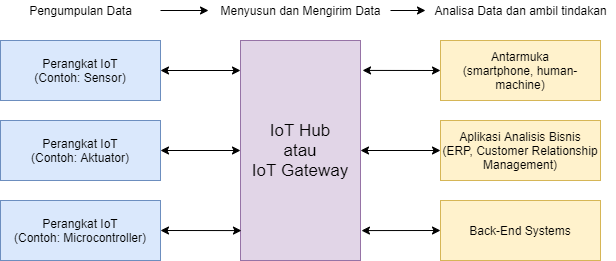 Pengumpulan Data
Menyusun dan Mengirim Data
Analisa Data dan ambil tindakan
Perangkat IoT
(Contoh: Sensor)
Perangkat IoT
(Contoh: Aktuator)
Perangkat IoT
(Contoh: Microcontroller)
IoT Hub
atau
IoT Gateway
Antarmuka
(smartphone, human-
machine)
Aplikasi Analisis Bisnis
(ERP, Customer Relationship
Management)
Back-End Systems